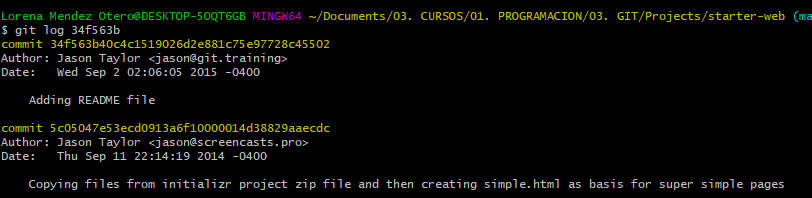 Lorena Mendez Otero@DESKTOP-5OQT6GB MINGW64 ~/Documents/03. CURSOS/01. PROGRAMACION/03. GIT/Projects/starter-web (ma
$ git log 34f563b
commit 34f563b40c4c1519026d2e881c75e97728c45502
Author: Jason Taylor <jason@git.training>
Date:   Wed Sep 2 02:06:05 2015 -0400
    Adding README file
commit 5c05047e53ecd0913a6f10000014d38829aaecdc
Author: Jason Taylor <jason@screencasts.pro>
Date:   Thu Sep 11 22:14:19 2014 -0400
    Copying files from initializr project zip file and then creating simple.html as basis for super simple pages